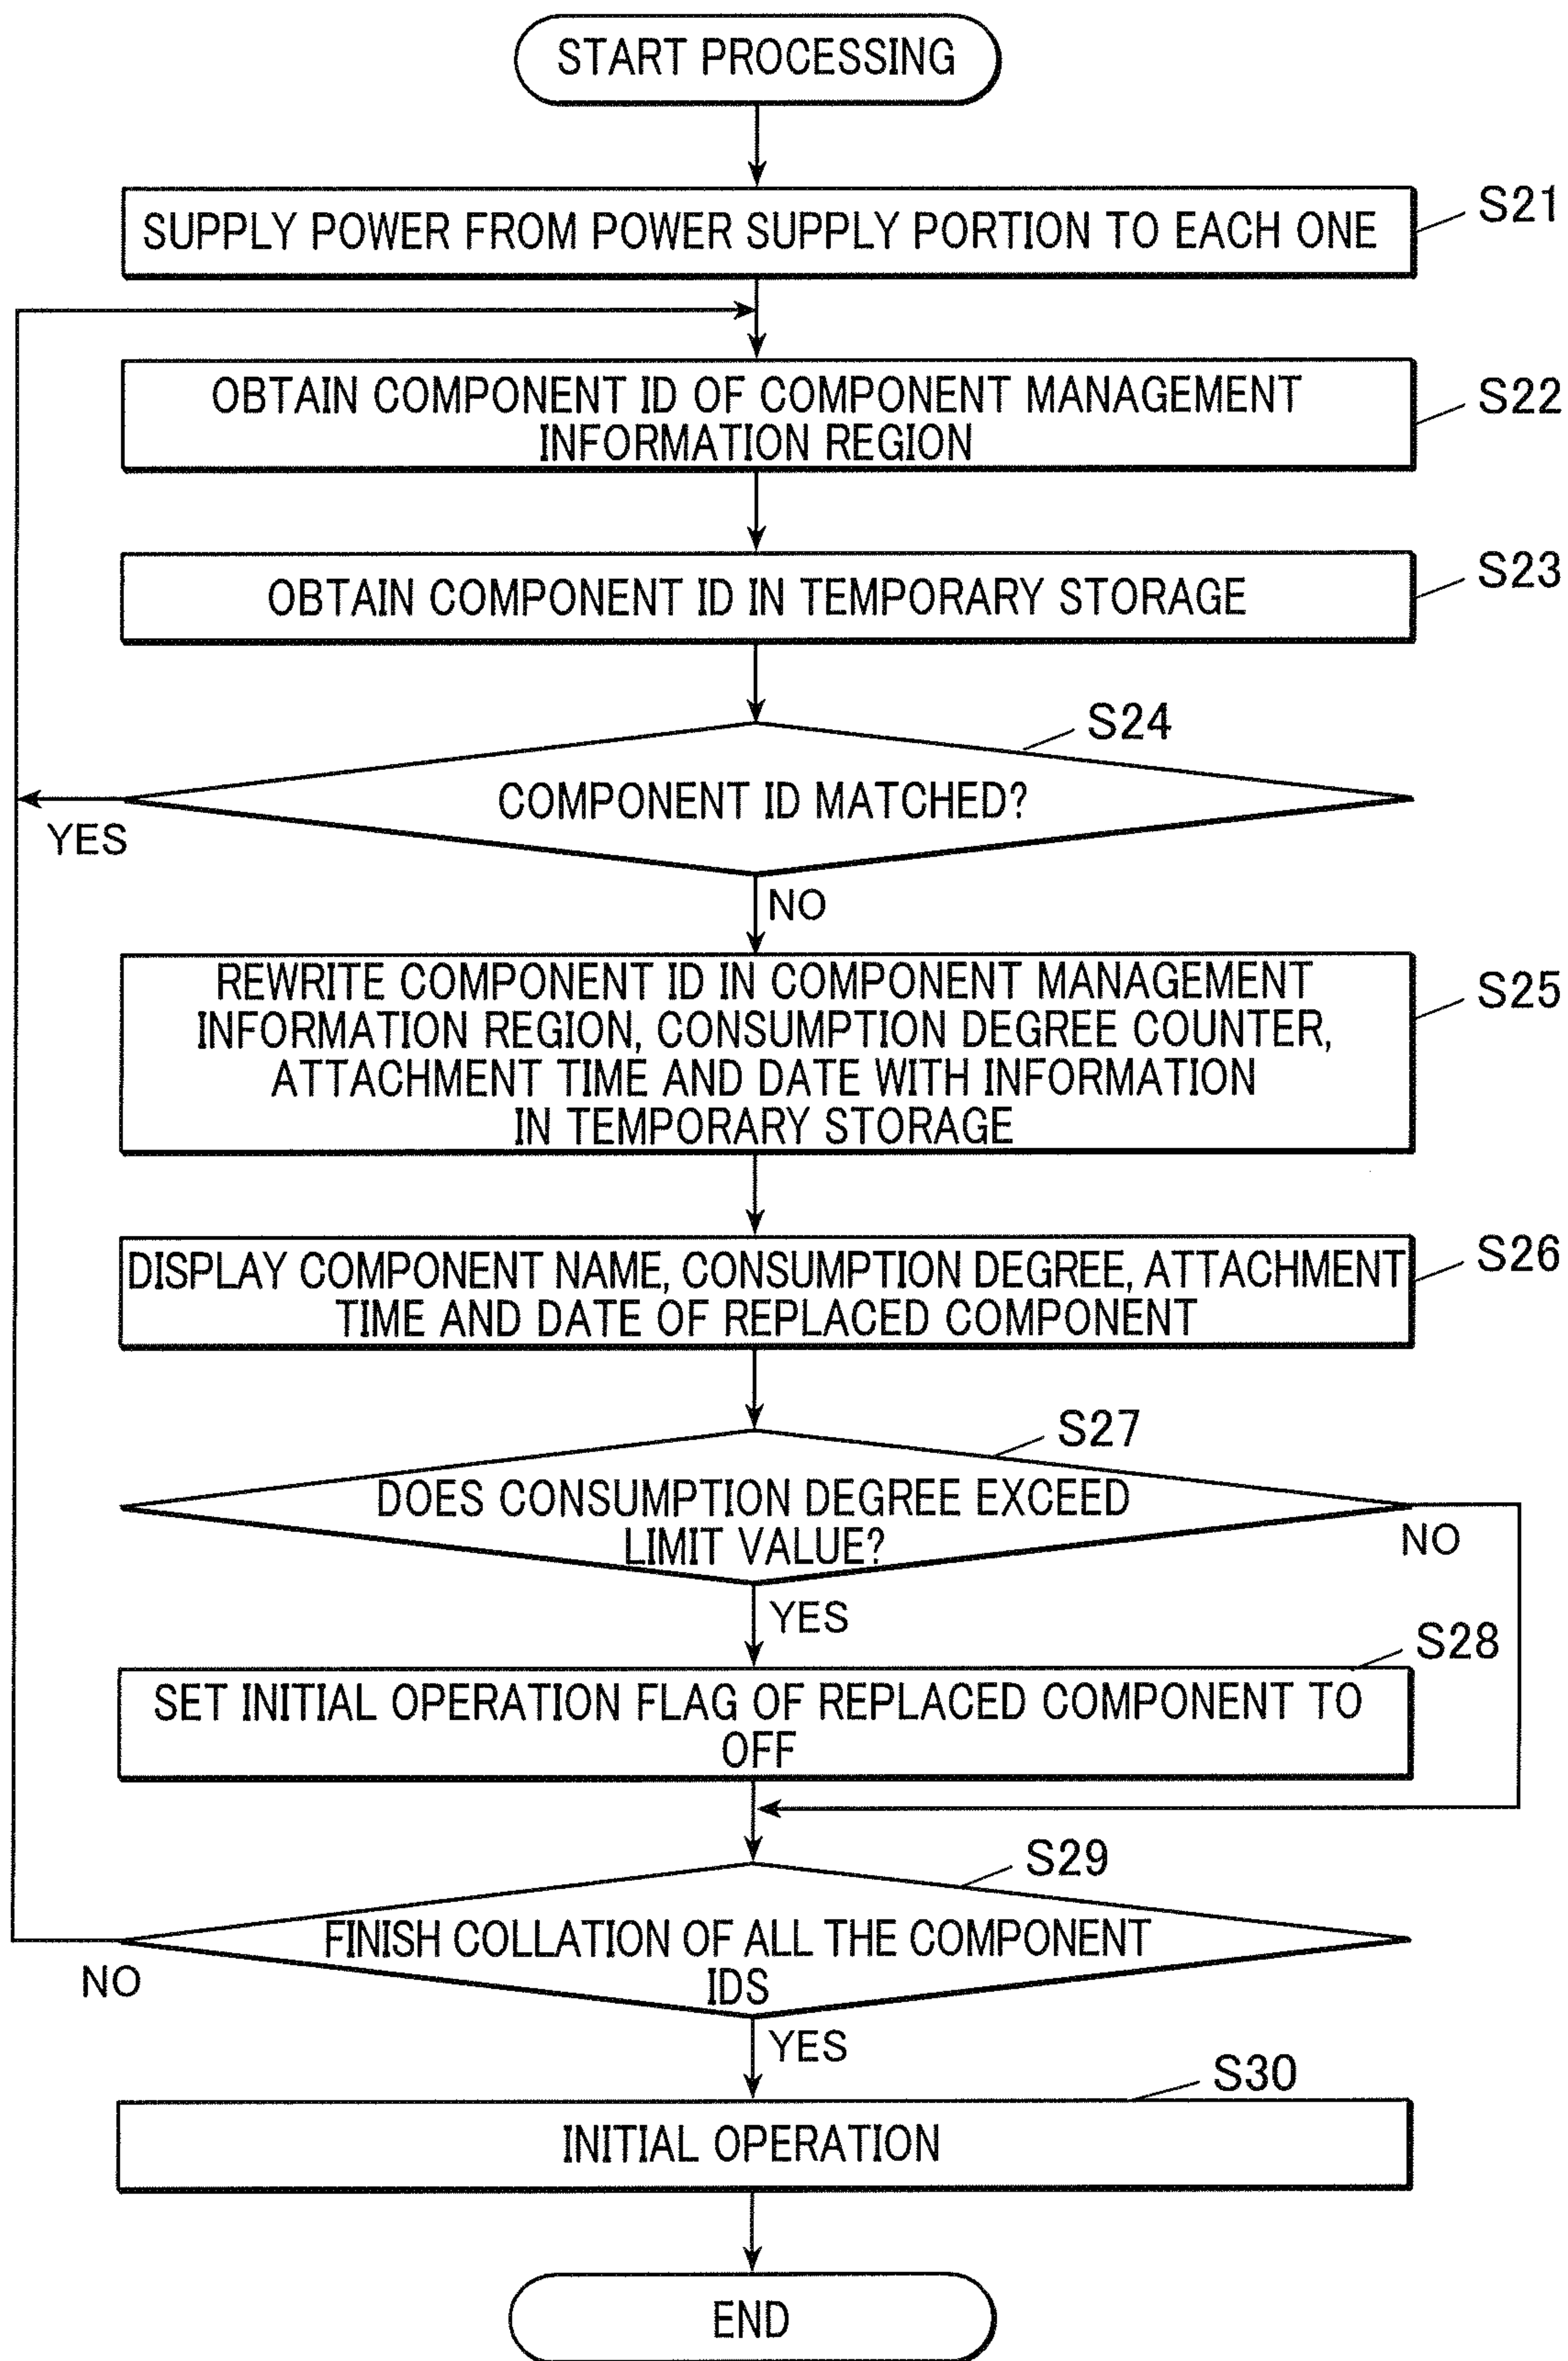 START PROCESSING
SUPPLY POWER FROM POWER SUPPLY PORTION TO EACH ONE
S21
OBTAIN COMPONENT ID OF COMPONENT MANAGEMENT
INFORMATION REGION
S22
OBTAIN COMPONENT ID IN TEMPORARY STORAGE
S23
S24
COMPONENT ID MATCHED?
YES
NO
REWRITE COMPONENT ID IN COMPONENT MANAGEMENT
INFORMATION REGION, CONSUMPTION DEGREE COUNTER,
ATTACHMENT TIME AND DATE WITH INFORMATION
IN TEMPORARY STORAGE
S25
DISPLAY COMPONENT NAME, CONSUMPTION DEGREE, ATTACHMENT
TIME AND DATE OF REPLACED COMPONENT
S26
S27
DOES CONSUMPTION DEGREE EXCEED
LIMIT VALUE?
NO
YES
S28
SET INITIAL OPERATION FLAG OF REPLACED COMPONENT TO
OFF
S29
FINISH COLLATION OF ALL THE COMPONENT
IDS
NO
YES
S30
INITIAL OPERATION
END